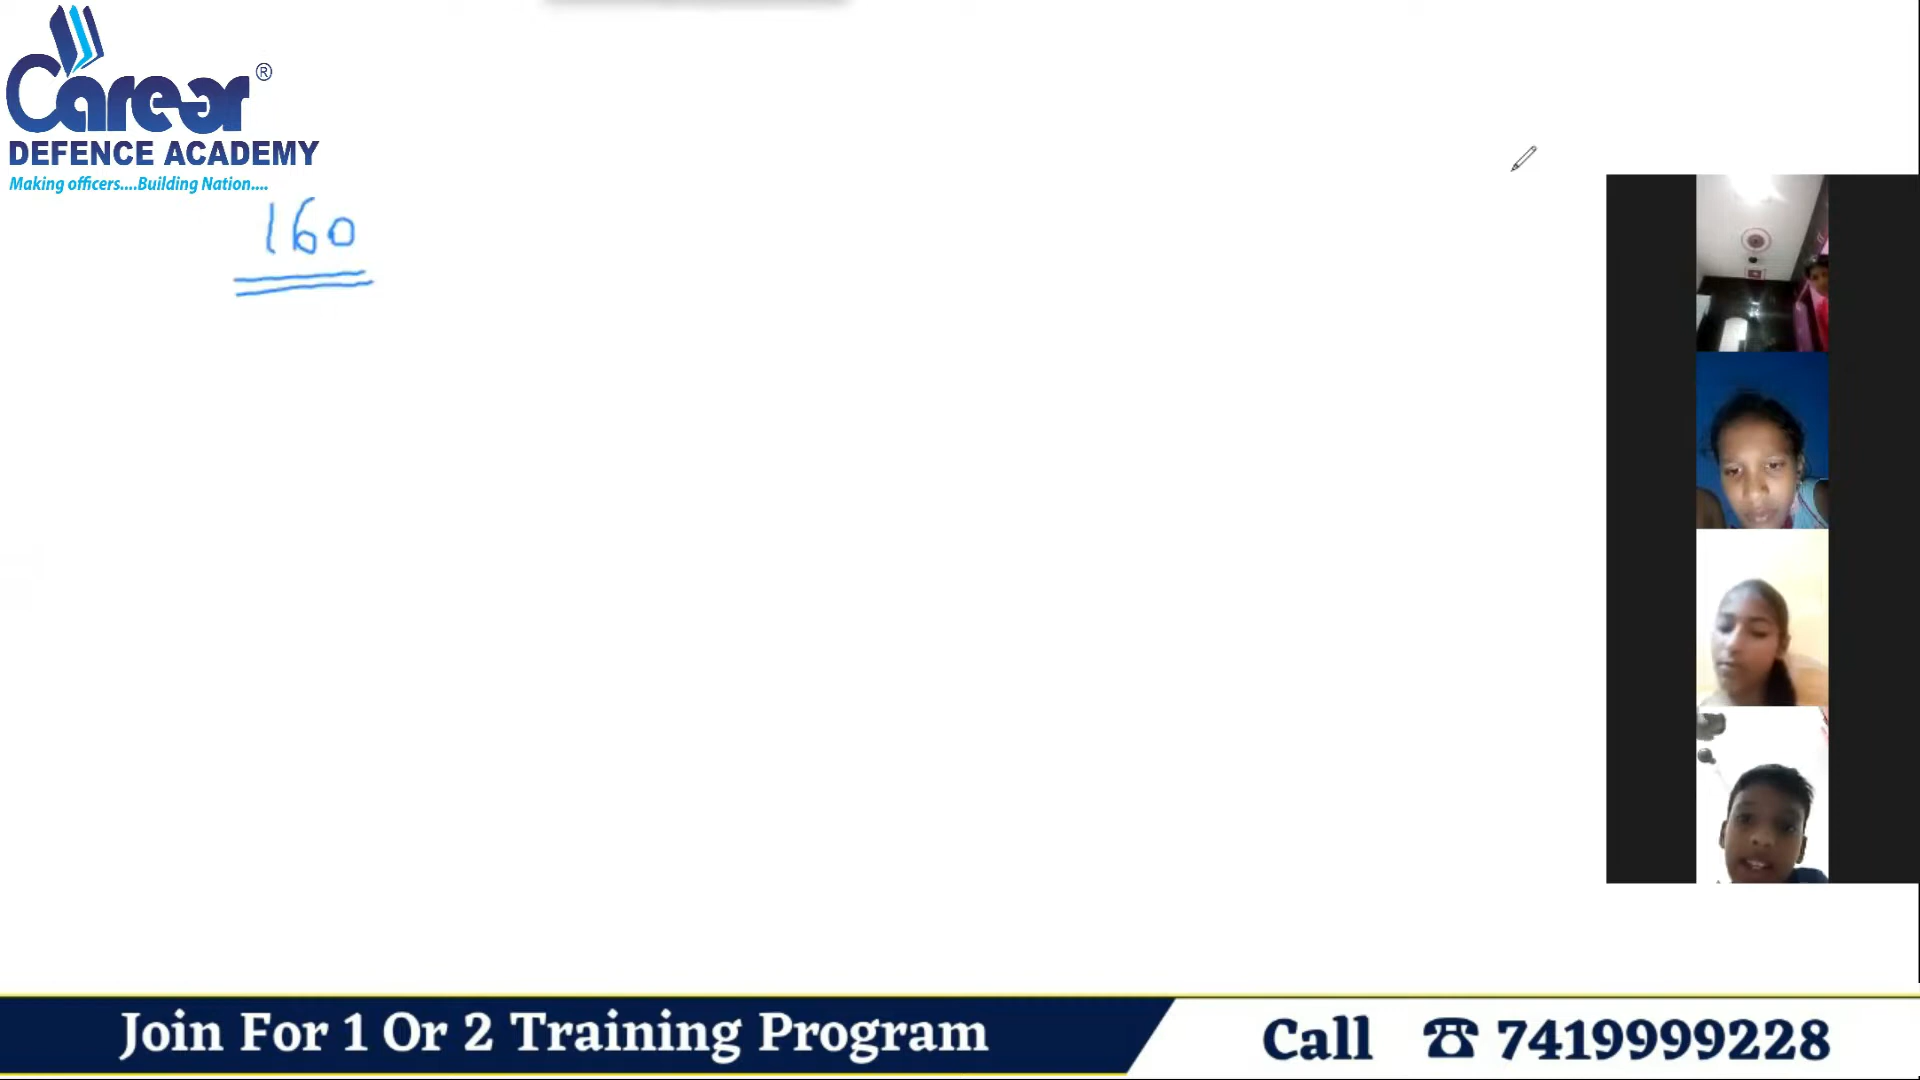 Career®
DEFENCE ACADEMY
Making officers....Building Nation....
160
Join For 1 Or 2 Training Program
Call ☎ 7419999228